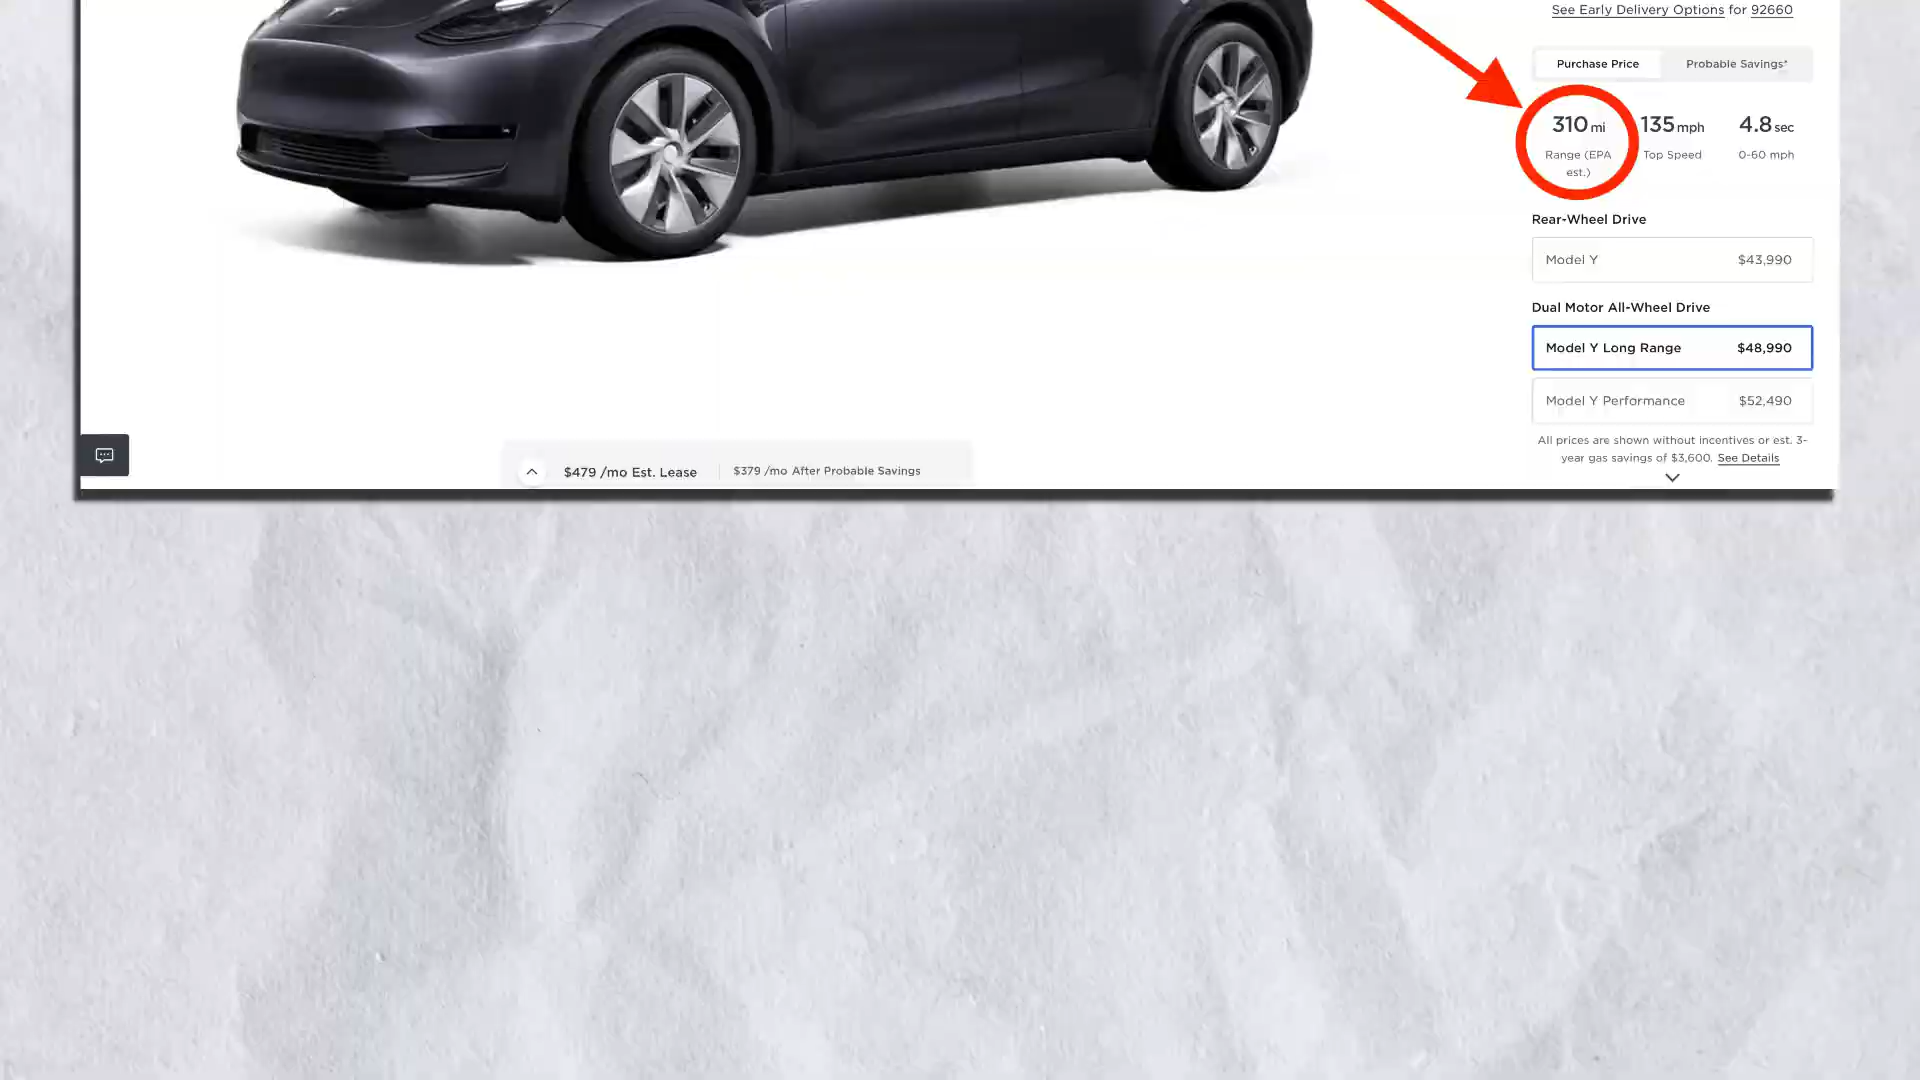 See Early Delivery Options for 92660
Purchase Price
Probable Savings*
310 mi
Range (EPA
est.)
135 mph
Top Speed
4.8 sec
0-60 mph
Rear-Wheel Drive
Model Y $43,990
Dual Motor All-Wheel Drive
Model Y Long Range $48,990
Model Y Performance $52,490
All prices are shown without incentives or est. 3-
year gas savings of $3,600. See Details
$479 /mo Est. Lease
$379 /mo After Probable Savings